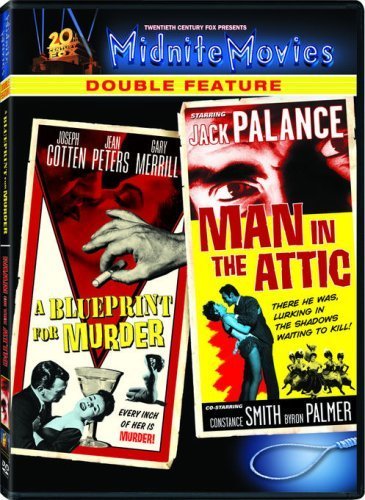 TWENTIETH CENTURY FOX PRESENTS
20th
CENTURY
FOX
Midnite Movies
DOUBLE FEATURE
JOSEPH COTTEN
JEAN PETERS
GARY MERRILL
A BLUEPRINT
FOR MURDER
EVERY INCH
OF HER IS
MURDER!
STARRING
JACK PALANCE
MAN IN
THE ATTIC
THERE HE WAS,
LURKING IN
THE SHADOWS
WAITING TO KILL!
CO-STARRING
CONSTANCE SMITH BYRON PALMER
A BLUEPRINT FOR MURDER